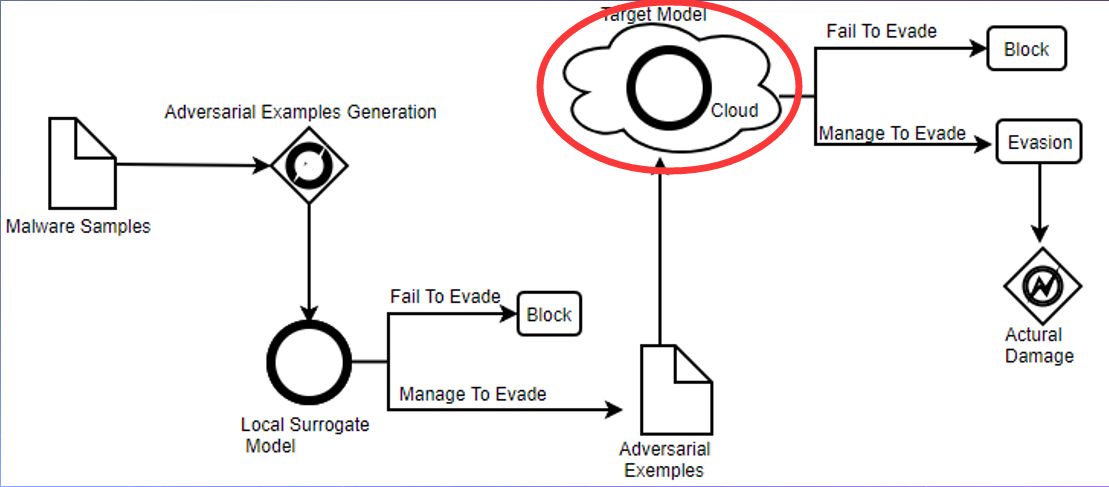 Target Model
Fail To Evade
Block
Cloud
Adversarial Examples Generation
Manage To Evade
Evasion
Malware Samples
Fail To Evade
Block
Actural
Damage
Manage To Evade
Local Surrogate
Model
Adversarial
Exemples